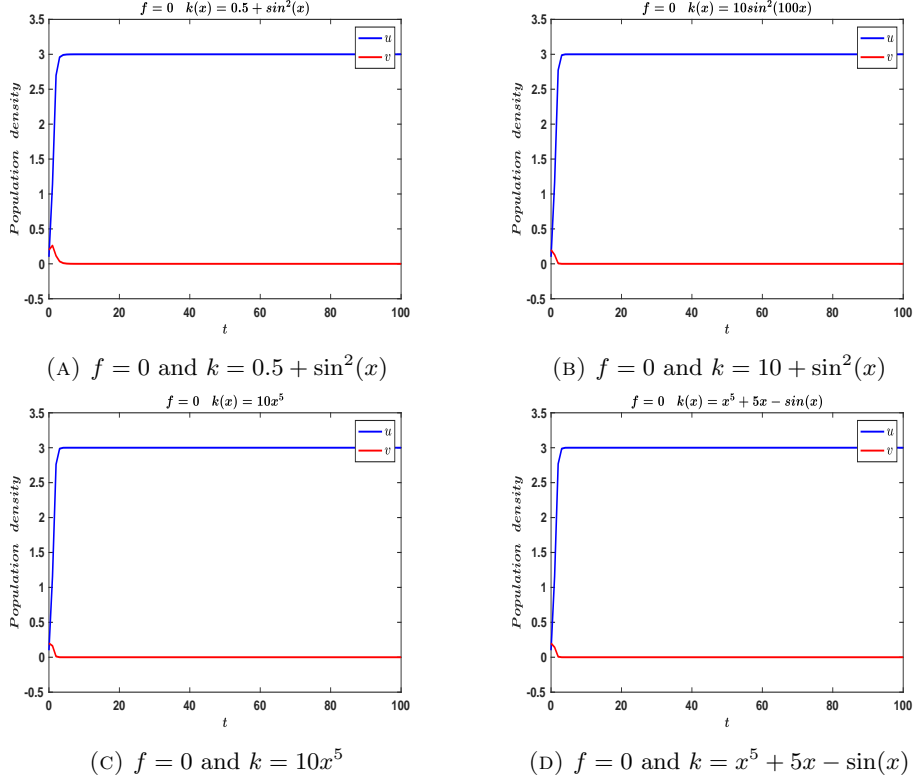 f = 0 k(x) = 0.5 + sin²(x)
3.5
3
2.5
2
1.5
1
0.5
0
-0.5
Population density
u
v
0 20 40 60 80 100
t
(A) f = 0 and k = 0.5 + sin²(x)
f = 0 k(x) = 10sin²(100x)
3.5
3
2.5
2
1.5
1
0.5
0
-0.5
Population density
u
v
0 20 40 60 80 100
t
(B) f = 0 and k = 10 + sin²(x)
f = 0 k(x) = 10x⁵
3.5
3
2.5
2
1.5
1
0.5
0
-0.5
Population density
u
v
0 20 40 60 80 100
t
(C) f = 0 and k = 10x⁵
f = 0 k(x) = x⁵ + 5x − sin(x)
3.5
3
2.5
2
1.5
1
0.5
0
-0.5
Population density
u
v
0 20 40 60 80 100
t
(D) f = 0 and k = x⁵ + 5x − sin(x)